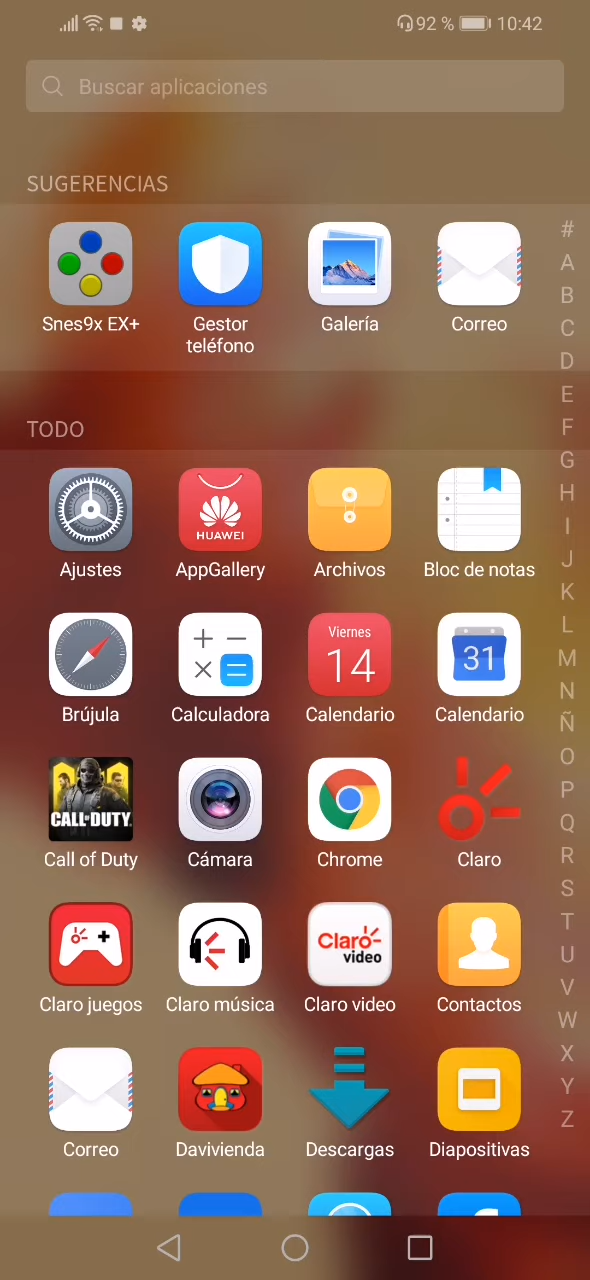 92 % 10:42
Buscar aplicaciones
SUGERENCIAS
Snes9x EX+
Gestor
teléfono
Galería
Correo
TODO
HUAWEI
Ajustes
AppGallery
Archivos
Bloc de notas
Viernes
14
31
Brújula
Calculadora
Calendario
Calendario
CALL OF DUTY
Call of Duty
Cámara
Chrome
Claro
Claro
video
Claro juegos
Claro música
Claro video
Contactos
Correo
Davivienda
Descargas
Diapositivas
#
A
B
C
D
E
F
G
H
I
J
K
L
M
N
Ñ
O
P
Q
R
S
T
U
V
W
X
Y
Z